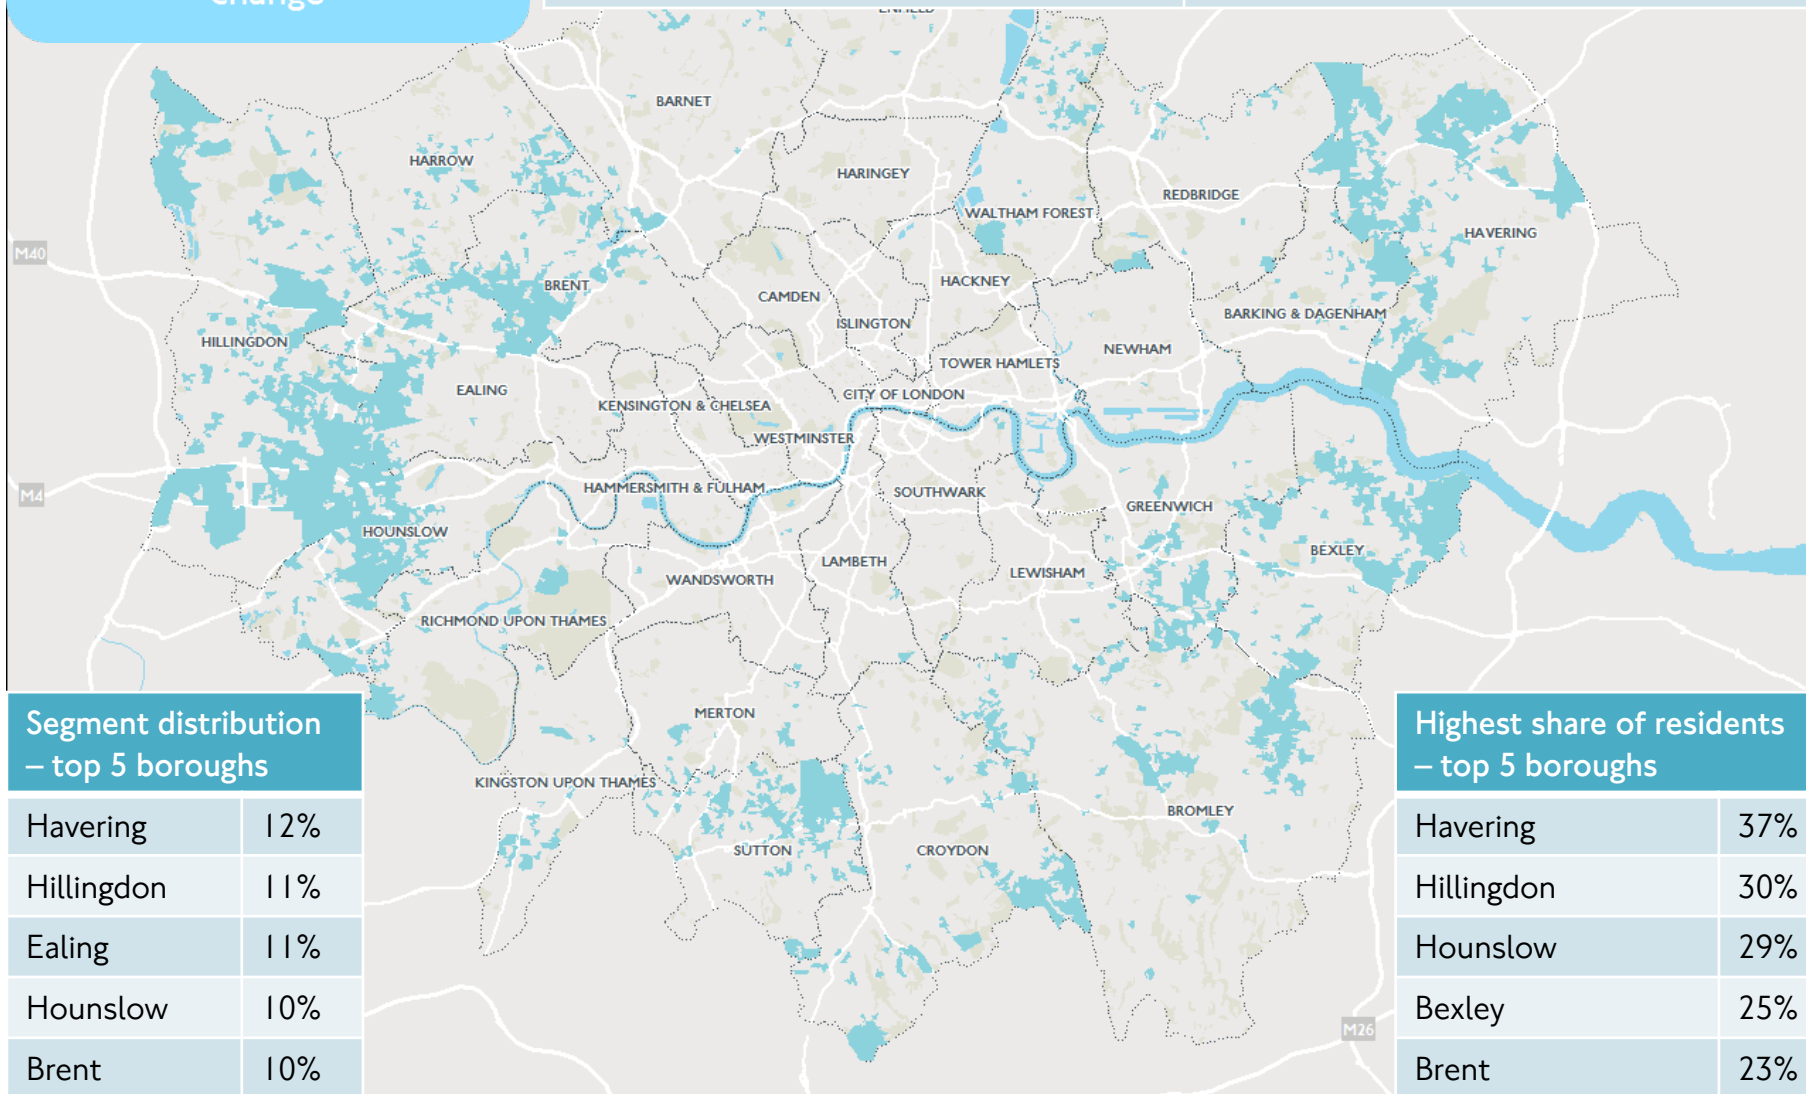 change
ENFIELD
BARNET
HARROW
HARINGEY
REDBRIDGE
WALTHAM FOREST
HAVERING
M40
BRENT
HACKNEY
CAMDEN
BARKING & DAGENHAM
ISLINGTON
HILLINGDON
NEWHAM
TOWER HAMLETS
EALING
CITY OF LONDON
KENSINGTON & CHELSEA
WESTMINSTER
M4
HAMMERSMITH & FULHAM
SOUTHWARK
GREENWICH
HOUNSLOW
BEXLEY
LAMBETH
LEWISHAM
WANDSWORTH
RICHMOND UPON THAMES
MERTON
KINGSTON UPON THAMES
BROMLEY
SUTTON
CROYDON
M26
Segment distribution
– top 5 boroughs
Havering 12%
Hillingdon 11%
Ealing 11%
Hounslow 10%
Brent 10%
Highest share of residents
– top 5 boroughs
Havering 37%
Hillingdon 30%
Hounslow 29%
Bexley 25%
Brent 23%